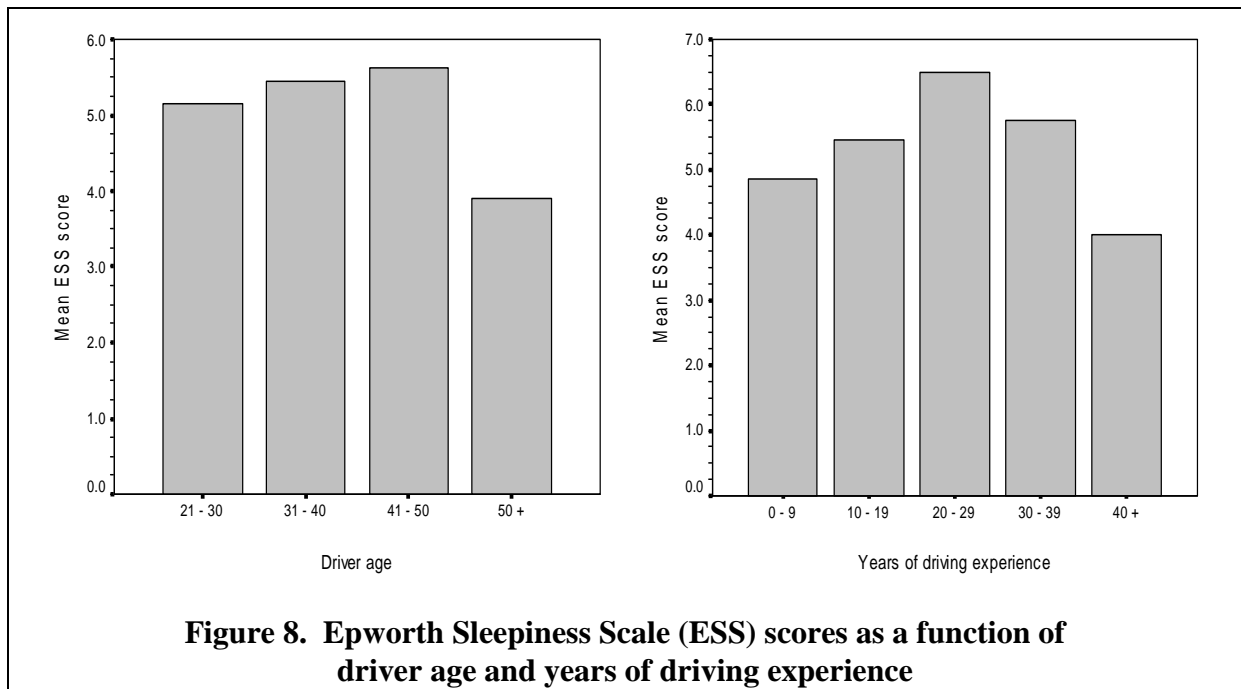 6.0
5.0
4.0
3.0
2.0
1.0
0.0
Mean ESS score
21 - 30 31 - 40 41 - 50 50 +
Driver age
7.0
6.0
5.0
4.0
3.0
2.0
1.0
0.0
Mean ESS score
0 - 9 10 - 19 20 - 29 30 - 39 40 +
Years of driving experience
Figure 8. Epworth Sleepiness Scale (ESS) scores as a function of
driver age and years of driving experience